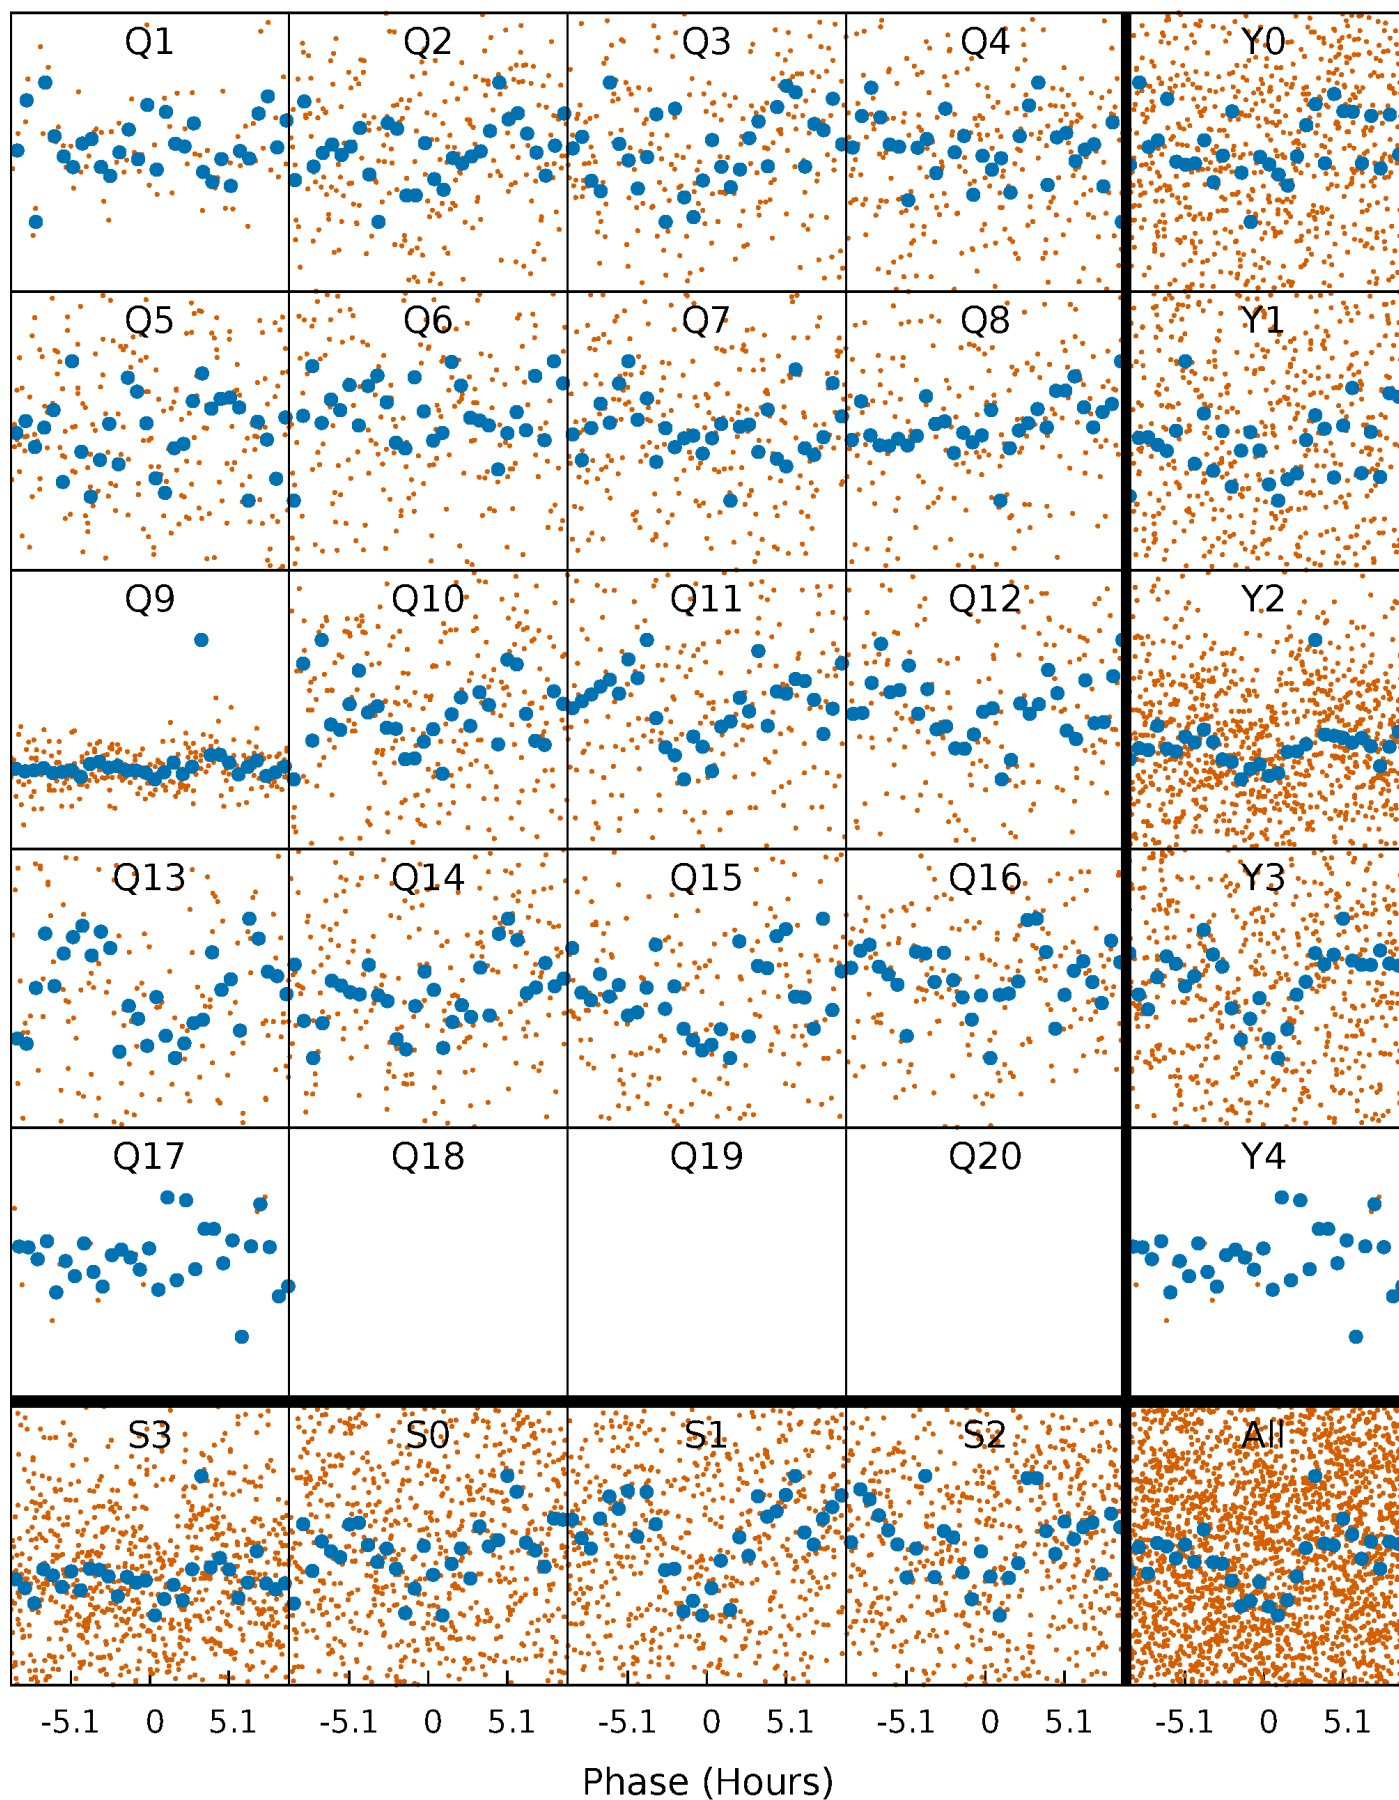 Q1 Q2 Q3 Q4 Y0
Q5 Q6 Q7 Q8 Y1
Q9 Q10 Q11 Q12 Y2
Q13 Q14 Q15 Q16 Y3
Q17 Q18 Q19 Q20 Y4
S3 S0 S1 S2 All
-5.1 0 5.1 -5.1 0 5.1 -5.1 0 5.1 -5.1 0 5.1 -5.1 0 5.1
Phase (Hours)